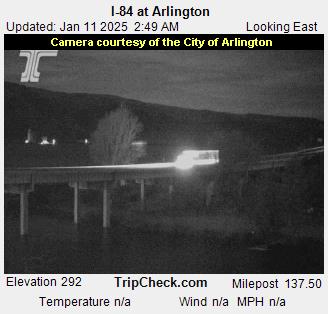 I-84 at Arlington
Updated: Jan 11 2025 2:49 AM Looking East
Camera courtesy of the City of Arlington
Elevation 292 TripCheck.com Milepost 137.50
Temperature n/a Wind n/a MPH n/a